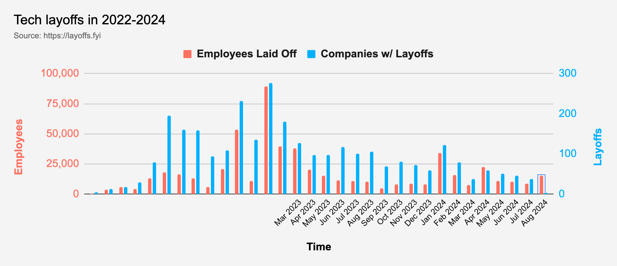 Tech layoffs in 2022-2024
Source: https://layoffs.fyi
Employees Laid Off
Companies w/ Layoffs
100,000
75,000
50,000
25,000
0
Employees
300
200
100
0
Layoffs
Mar 2023
Apr 2023
May 2023
Jun 2023
Jul 2023
Aug 2023
Sep 2023
Oct 2023
Nov 2023
Dec 2023
Jan 2024
Feb 2024
Mar 2024
Apr 2024
May 2024
Jun 2024
Jul 2024
Aug 2024
Time